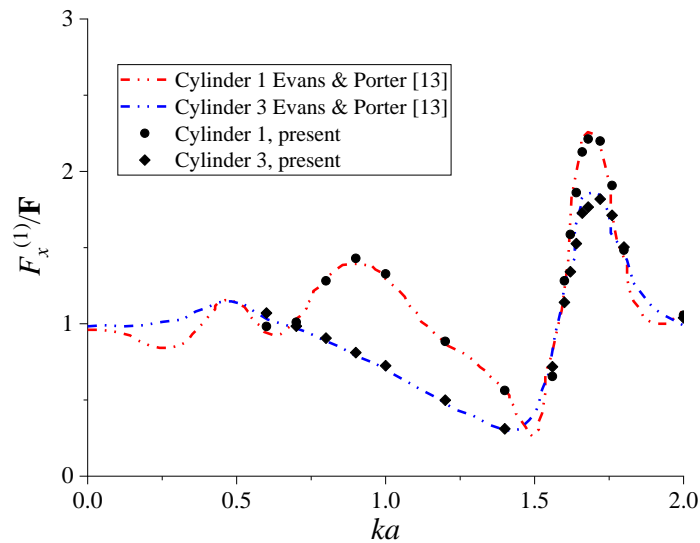 3
Cylinder 1 Evans & Porter [13]
Cylinder 3 Evans & Porter [13]
Cylinder 1, present
Cylinder 3, present
2
F_x^(1)/F
1
0
0.0 0.5 1.0 1.5 2.0
ka